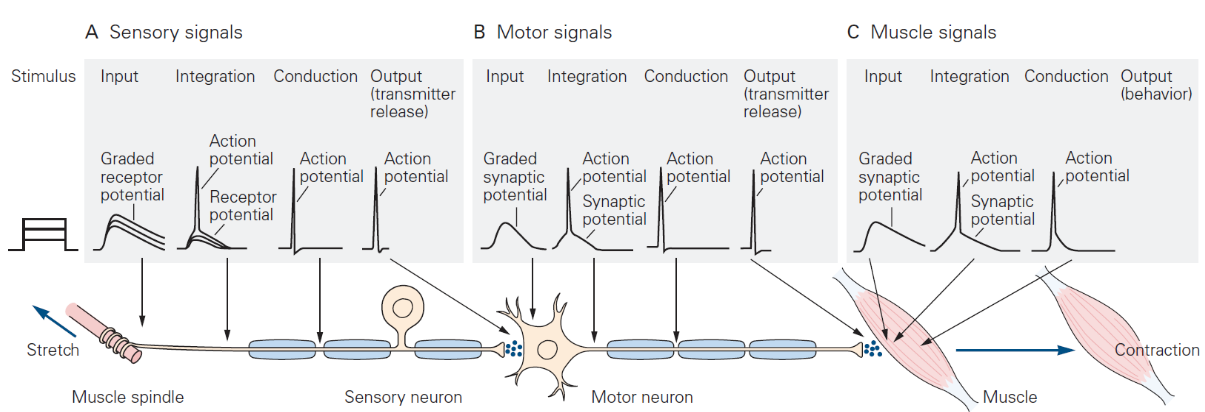 A Sensory signals
B Motor signals
C Muscle signals
Stimulus
Input
Integration
Conduction
Output
(transmitter
release)
Graded
receptor
potential
Action
potential
Receptor
potential
Action
potential
Action
potential
Input
Integration
Conduction
Output
(transmitter
release)
Graded
synaptic
potential
Action
potential
Synaptic
potential
Action
potential
Action
potential
Input
Integration
Conduction
Output
(behavior)
Graded
synaptic
potential
Action
potential
Synaptic
potential
Action
potential
Stretch
Contraction
Muscle spindle
Sensory neuron
Motor neuron
Muscle